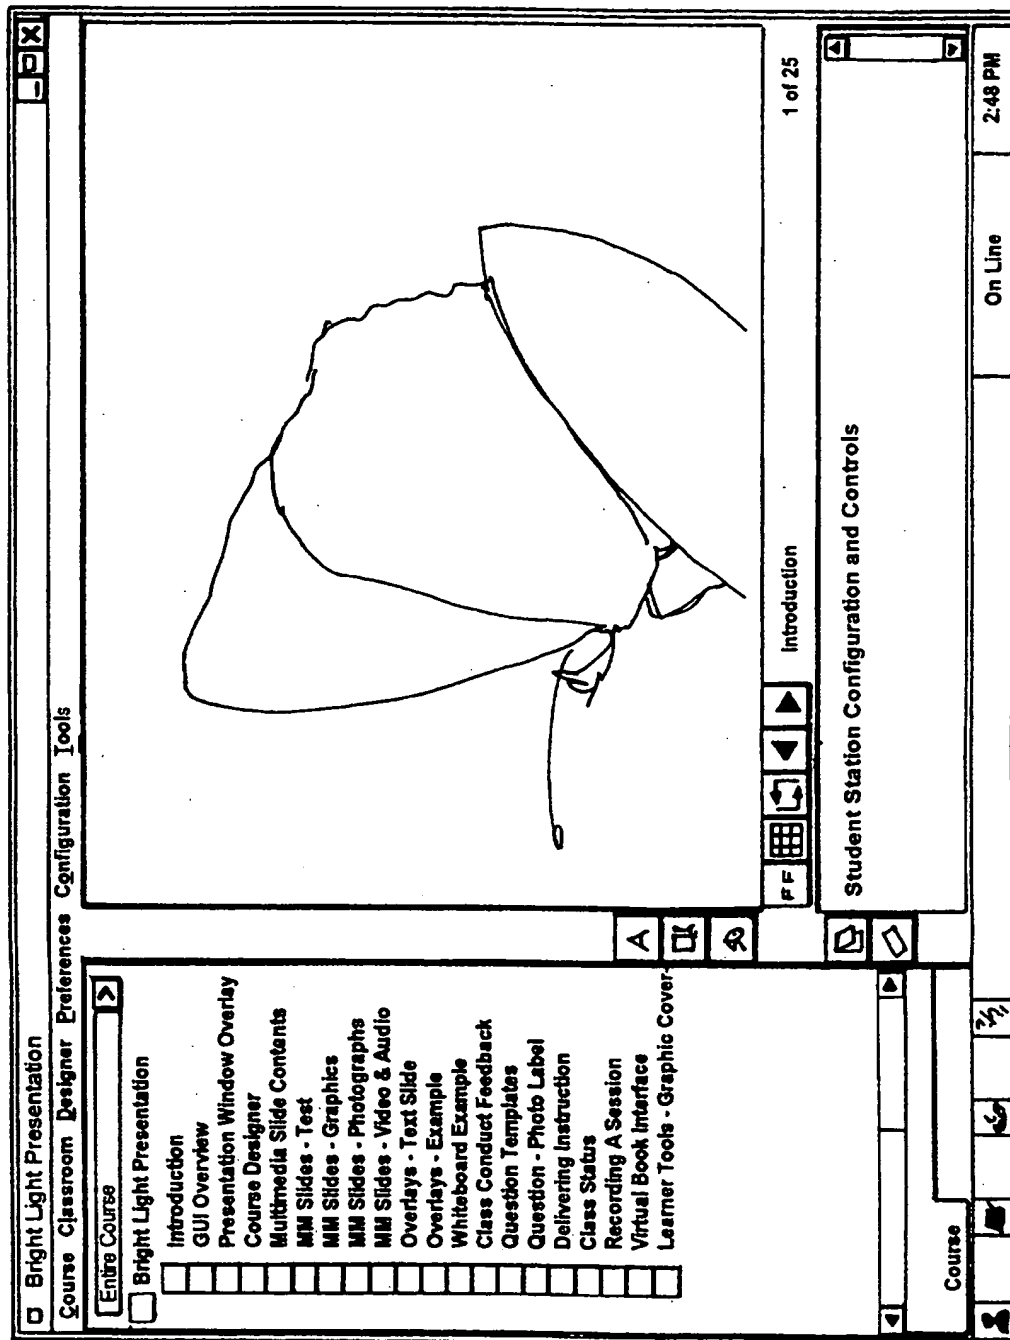 Bright Light Presentation
Course Classroom Designer Preferences Configuration Tools
Entire Course
Bright Light Presentation
Introduction
GUI Overview
Presentation Window Overlay
Course Designer
Multimedia Slide Contents
MM Slides - Test
MM Slides - Graphics
MM Slides - Photographs
MM Slides - Video & Audio
Overlays - Text Slide
Overlays - Example
Whiteboard Example
Class Conduct Feedback
Question Templates
Question - Photo Label
Delivering Instruction
Class Status
Recording A Session
Virtual Book Interface
Learner Tools - Graphic Cover-
Course
A
FF
Introduction
1 of 25
Student Station Configuration and Controls
On Line
2:48 PM